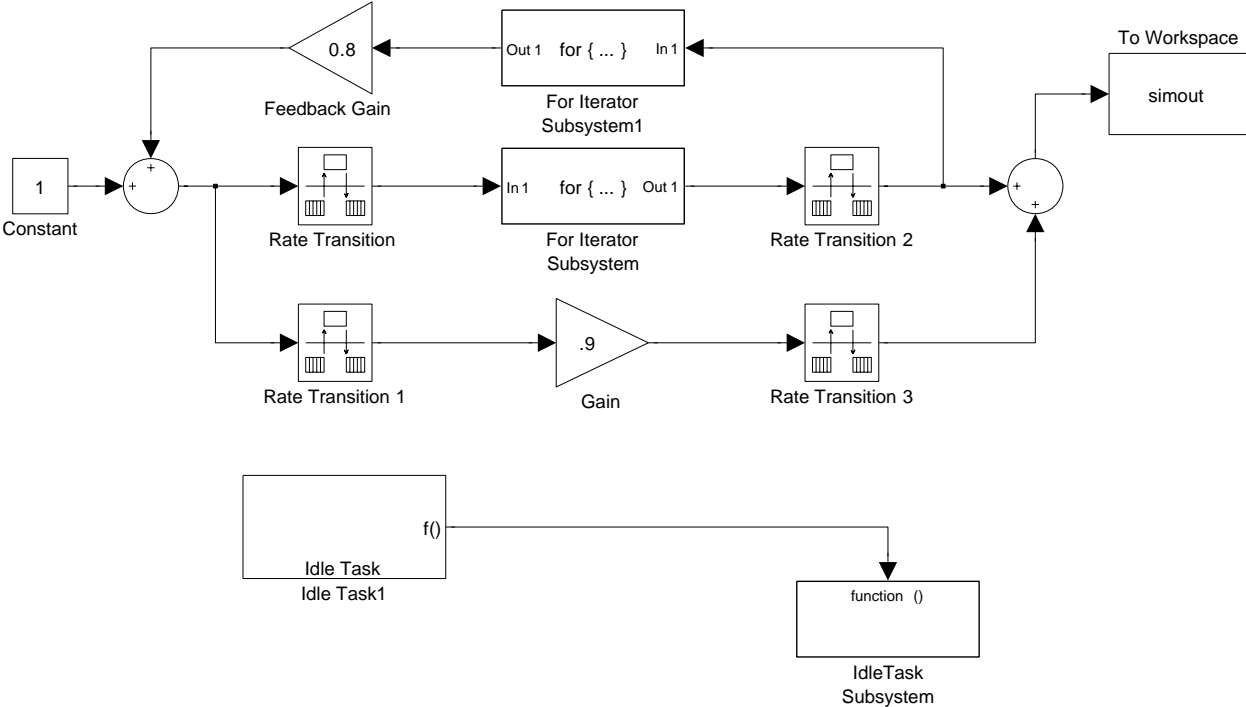 To Workspace
simout
0.8
Feedback Gain
Out 1 for { ... } In 1
For Iterator
Subsystem1
1
Constant
+
+
Rate Transition
In 1 for { ... } Out 1
For Iterator
Subsystem
Rate Transition 2
+
+
Rate Transition 1
.9
Gain
Rate Transition 3
f()
Idle Task
Idle Task1
function ()
IdleTask
Subsystem